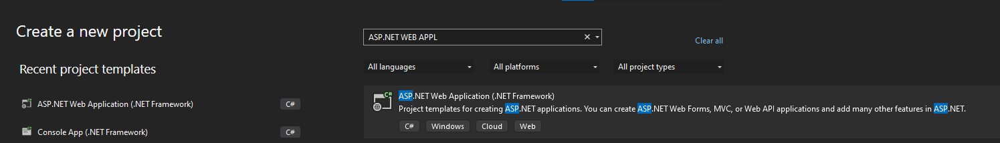 Create a new project
Recent project templates
ASP.NET Web Application (.NET Framework) C#
Console App (.NET Framework) C#
ASP.NET WEB APPL
Clear all
All languages All platforms All project types
C#
ASP.NET Web Application (.NET Framework)
Project templates for creating ASP.NET applications. You can create ASP.NET Web Forms, MVC, or Web API applications and add many other features in ASP.NET.
C# Windows Cloud Web